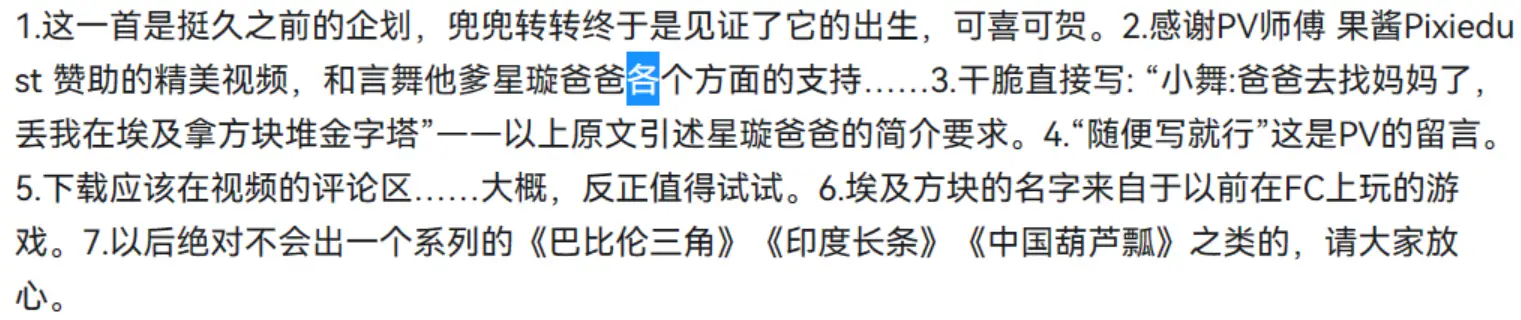 1.这一首是挺久之前的企划，兜兜转转终于是见证了它的出生，可喜可贺。2.感谢PV师傅 果酱Pixiedu
st 赞助的精美视频，和言舞他爹星璇爸爸各个方面的支持……3.干脆直接写: “小舞:爸爸去找妈妈了，
丢我在埃及拿方块堆金字塔”一一以上原文引述星璇爸爸的简介要求。4.“随便写就行”这是PV的留言。
5.下载应该在视频的评论区……大概，反正值得试试。6.埃及方块的名字来自于以前在FC上玩的游
戏。7.以后绝对不会出一个系列的《巴比伦三角》《印度长条》《中国葫芦瓢》之类的，请大家放
心。